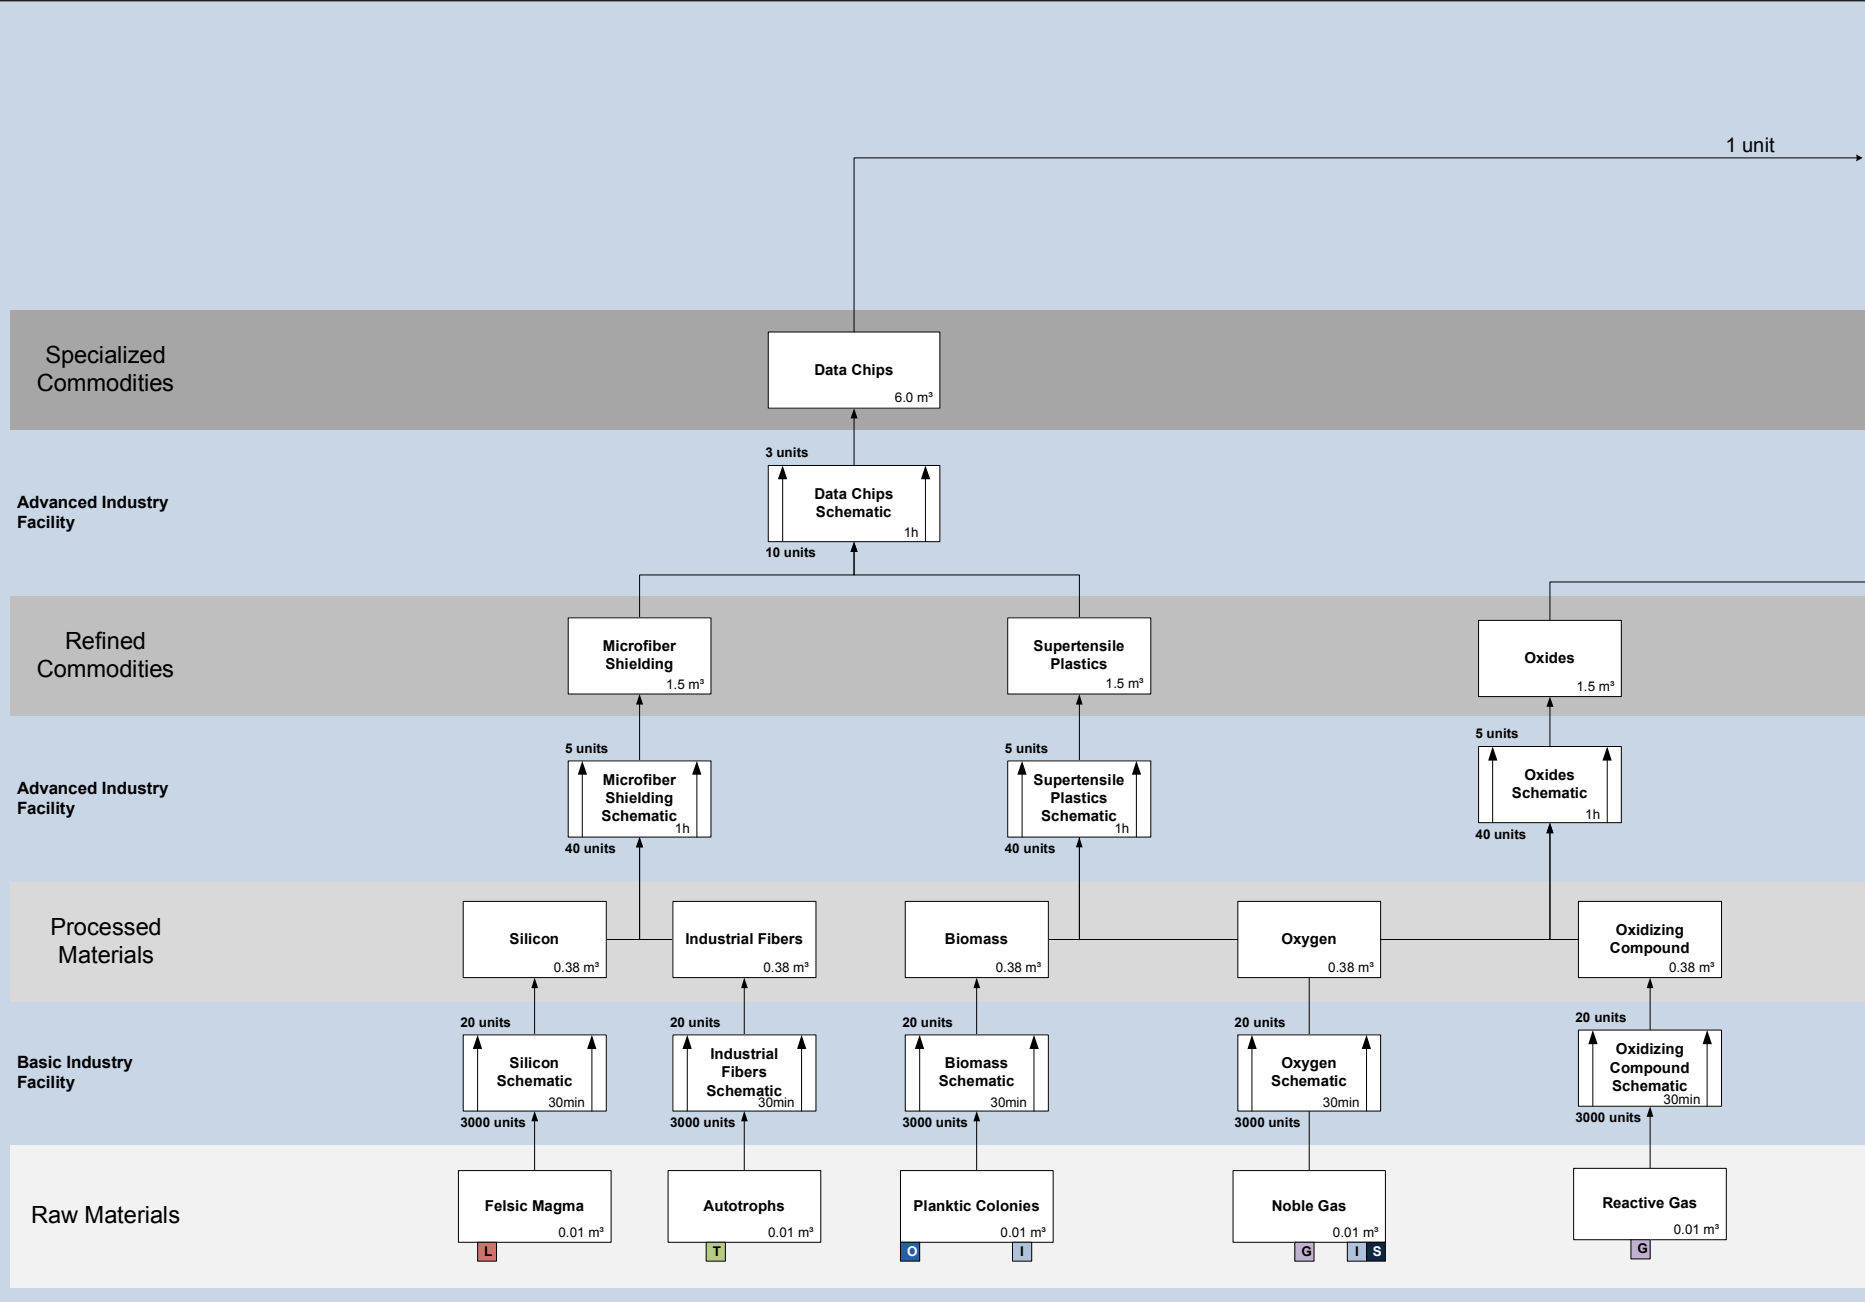 1 unit
Specialized
Commodities
Data Chips
6.0 m³
3 units
Advanced Industry
Facility
Data Chips
Schematic
1h
10 units
Refined
Commodities
Microfiber
Shielding
1.5 m³
Supertensile
Plastics
1.5 m³
Oxides
1.5 m³
5 units
5 units
5 units
Advanced Industry
Facility
Microfiber
Shielding
Schematic
1h
Supertensile
Plastics
Schematic
1h
Oxides
Schematic
1h
40 units
40 units
40 units
Processed
Materials
Silicon
0.38 m³
Industrial Fibers
0.38 m³
Biomass
0.38 m³
Oxygen
0.38 m³
Oxidizing
Compound
0.38 m³
20 units
20 units
20 units
20 units
20 units
Basic Industry
Facility
Silicon
Schematic
30min
Industrial
Fibers
Schematic
30min
Biomass
Schematic
30min
Oxygen
Schematic
30min
Oxidizing
Compound
Schematic
30min
3000 units
3000 units
3000 units
3000 units
3000 units
Raw Materials
Felsic Magma
0.01 m³
L
Autotrophs
0.01 m³
T
Planktic Colonies
0.01 m³
O
I
Noble Gas
0.01 m³
G
I
S
Reactive Gas
0.01 m³
G